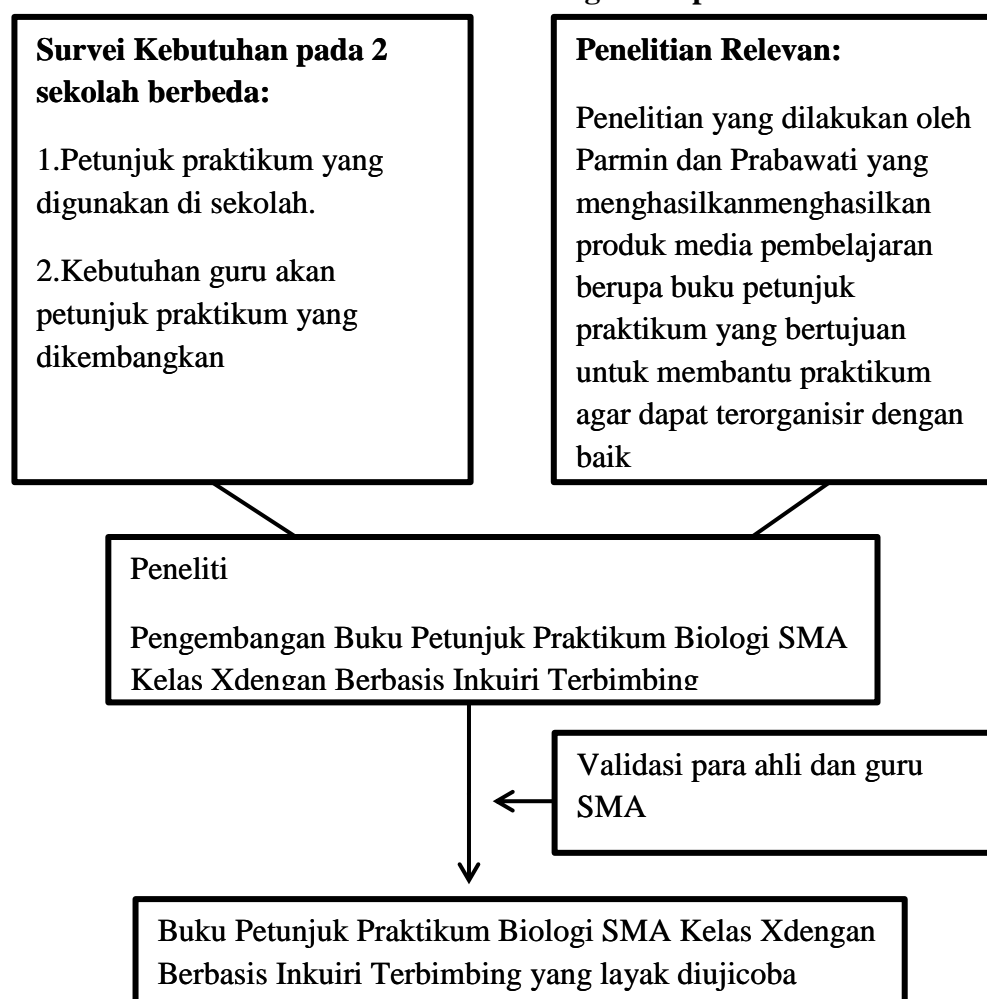 Survei Kebutuhan pada 2
sekolah berbeda:
1.Petunjuk praktikum yang
digunakan di sekolah.
2.Kebutuhan guru akan
petunjuk praktikum yang
dikembangkan
Penelitian Relevan:
Penelitian yang dilakukan oleh
Parmin dan Prabawati yang
menghasilkanmenghasilkan
produk media pembelajaran
berupa buku petunjuk
praktikum yang bertujuan
untuk membantu praktikum
agar dapat terorganisir dengan
baik
Peneliti
Pengembangan Buku Petunjuk Praktikum Biologi SMA
Kelas Xdengan Berbasis Inkuiri Terbimbing
Validasi para ahli dan guru
SMA
Buku Petunjuk Praktikum Biologi SMA Kelas Xdengan
Berbasis Inkuiri Terbimbing yang layak diujicoba